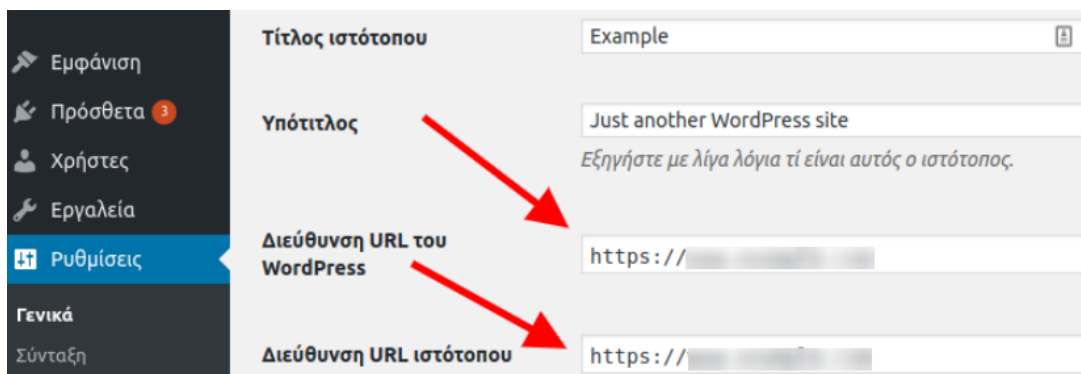 Εμφάνιση
Πρόσθετα 3
Χρήστες
Εργαλεία
Ρυθμίσεις
Γενικά
Σύνταξη
Τίτλος ιστότοπου
Example
Υπότιτλος
Just another WordPress site
Εξηγήστε με λίγα λόγια τί είναι αυτός ο ιστότοπος.
Διεύθυνση URL του
WordPress
https://
Διεύθυνση URL ιστότοπου
https://